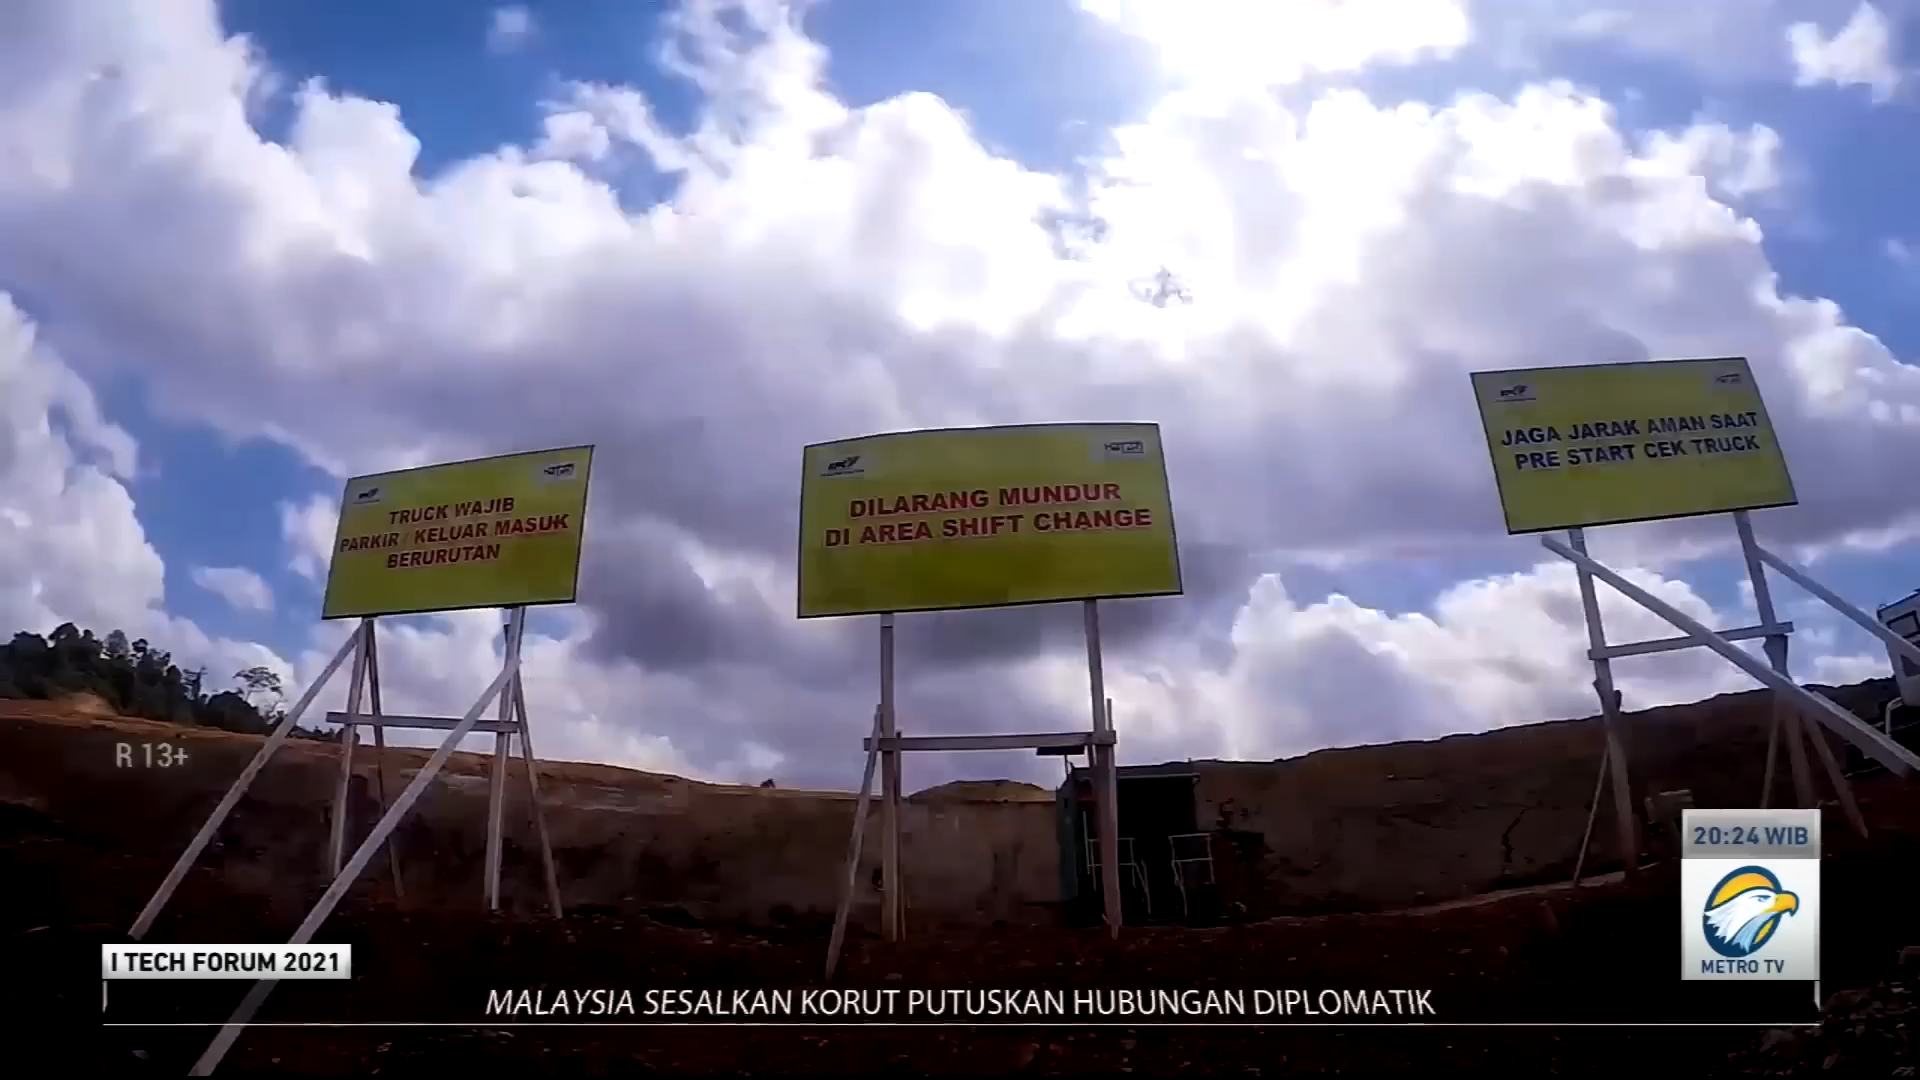 TRUCK WAJIB
PARKIR / KELUAR MASUK
BERURUTAN
DILARANG MUNDUR
DI AREA SHIFT CHANGE
JAGA JARAK AMAN SAAT
PRE START CEK TRUCK
R 13+
20:24 WIB
METRO TV
I TECH FORUM 2021
MALAYSIA SESALKAN KORUT PUTUSKAN HUBUNGAN DIPLOMATIK